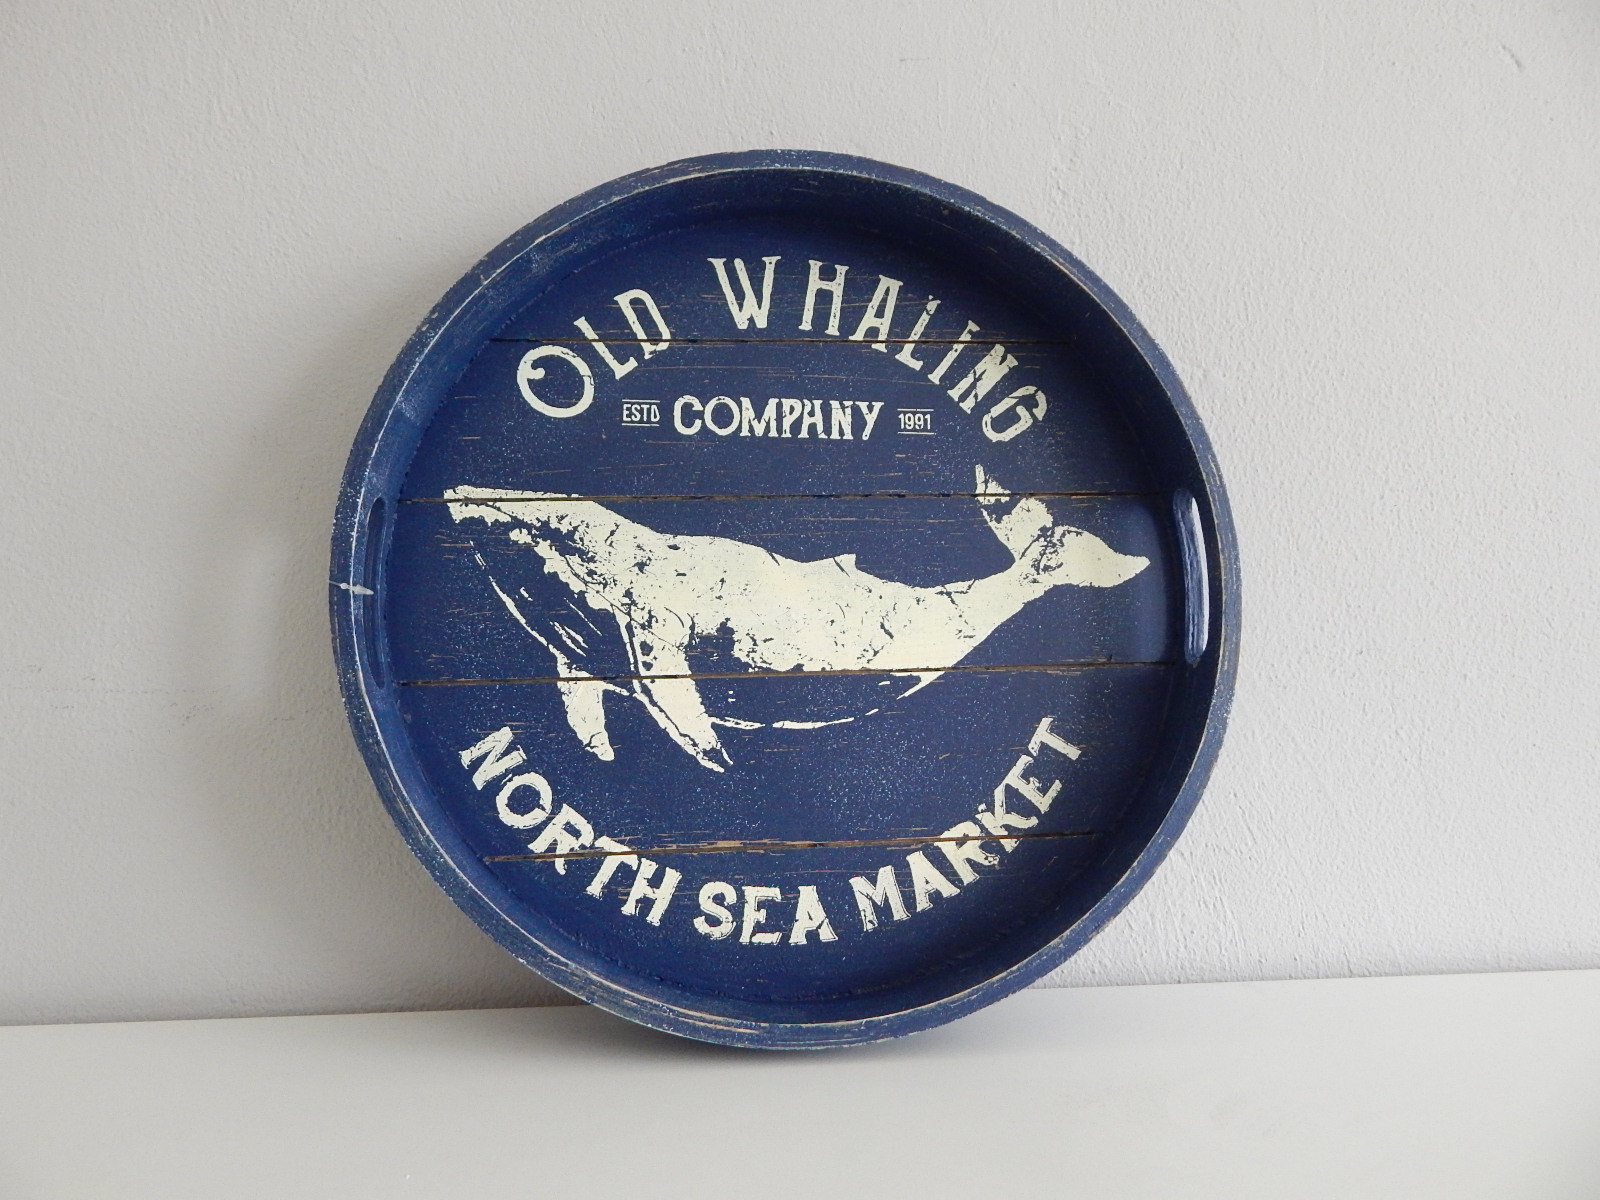 OLD WHALING
ESTD COMPANY 1991
NORTH SEA MARKET